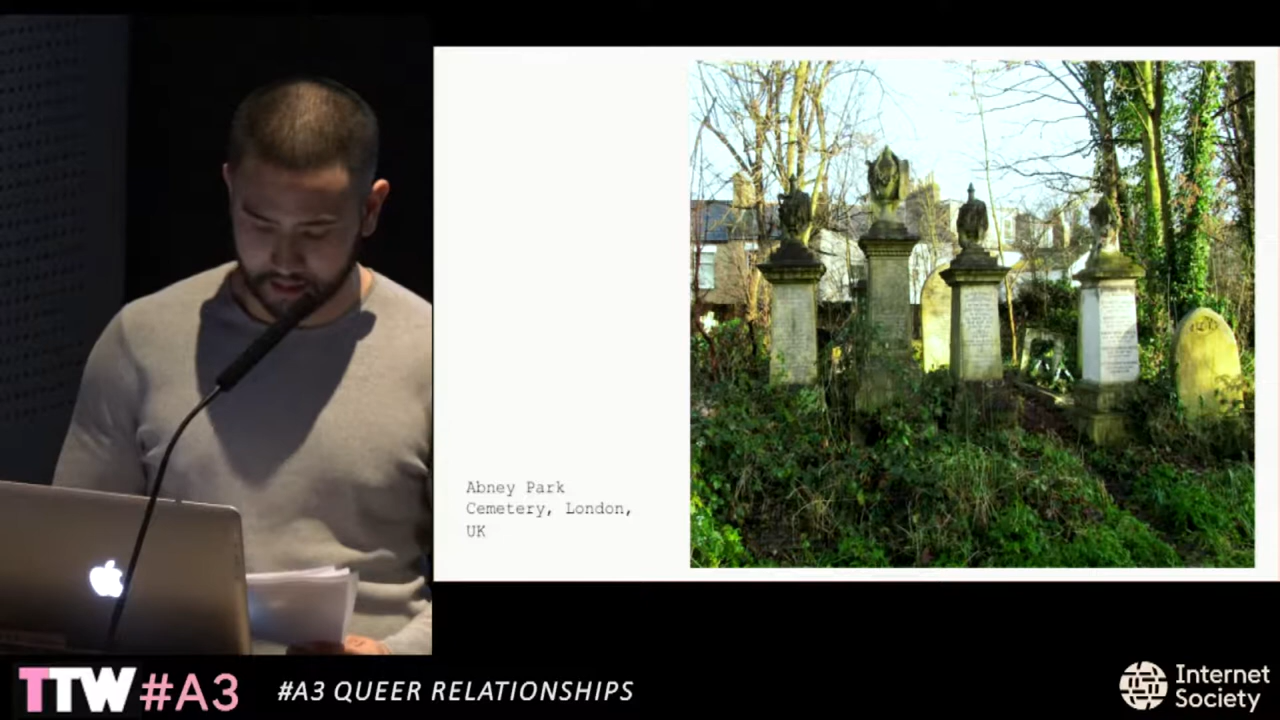 Abney Park
Cemetery, London,
UK
TTW #A3
#A3 QUEER RELATIONSHIPS
Internet
Society